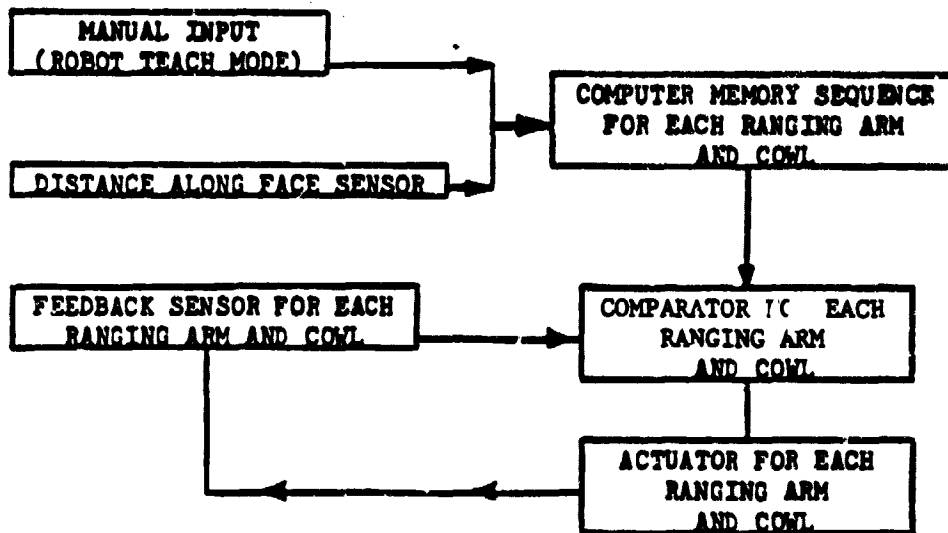 MANUAL INPUT
(ROBOT TEACH MODE)
COMPUTER MEMORY SEQUENCE
FOR EACH RANGING ARM
AND COWL
DISTANCE ALONG FACE SENSOR
FEEDBACK SENSOR FOR EACH
RANGING ARM AND COWL
COMPARATOR EACH
RANGING ARM
AND COWL
ACTUATOR FOR EACH
RANGING ARM
AND COWL